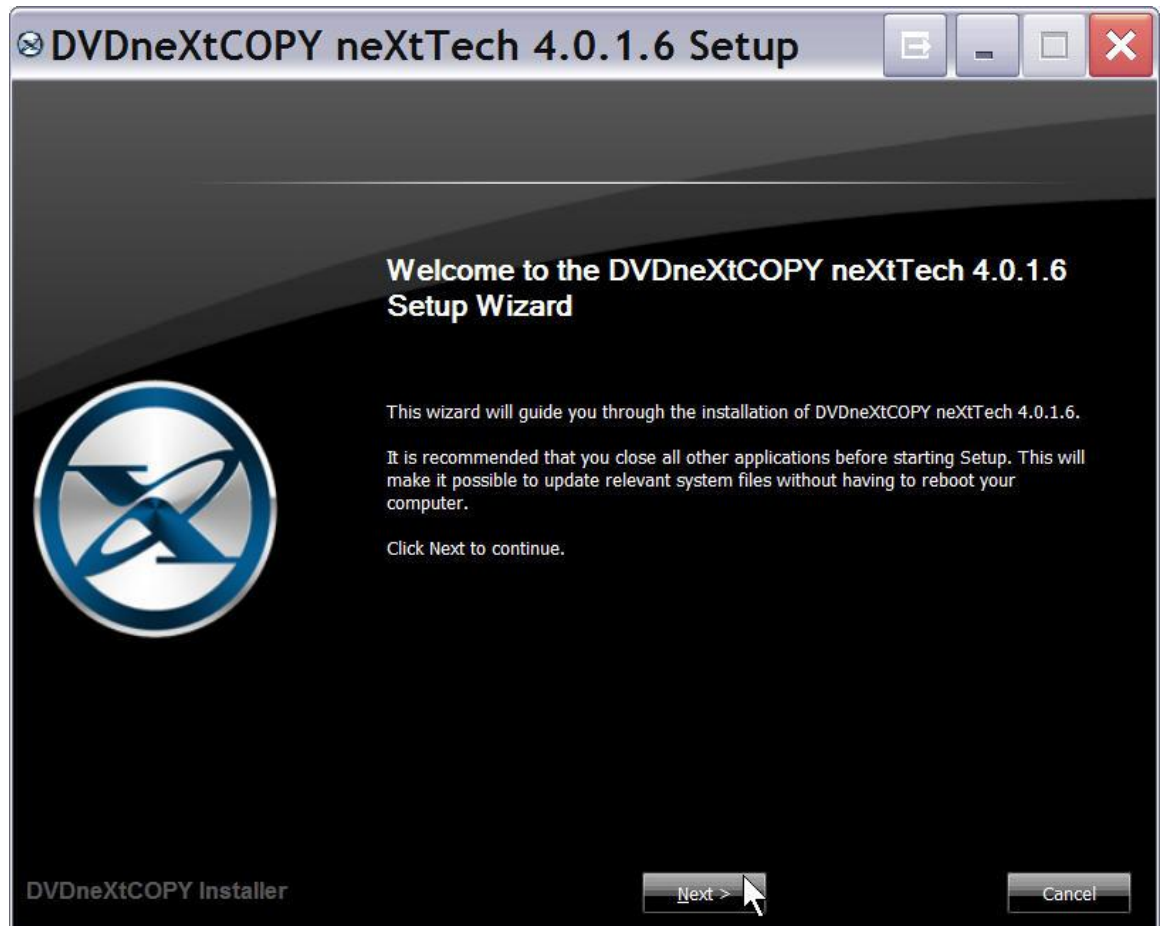 DVDneXtCOPY neXtTech 4.0.1.6 Setup
Welcome to the DVDneXtCOPY neXtTech 4.0.1.6
Setup Wizard
This wizard will guide you through the installation of DVDneXtCOPY neXtTech 4.0.1.6.
It is recommended that you close all other applications before starting Setup. This will
make it possible to update relevant system files without having to reboot your
computer.
Click Next to continue.
DVDneXtCOPY Installer
Next >
Cancel